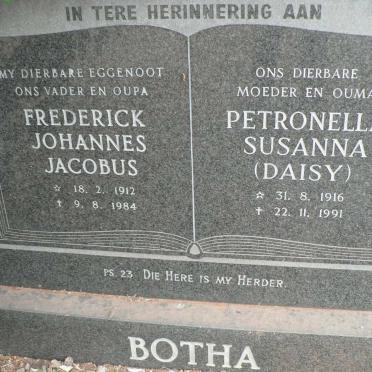 IN TERE HERINNERING AAN
MY DIERBARE EGGENOOT
ONS VADER EN OUPA
FREDERICK
JOHANNES
JACOBUS
☆ 18. 2. 1912
✝ 9. 8. 1984
ONS DIERBARE
MOEDER EN OUMA
PETRONELLA
SUSANNA
(DAISY)
☆ 31. 8. 1916
✝ 22. 11. 1991
PS. 23 DIE HERE IS MY HERDER.
BOTHA